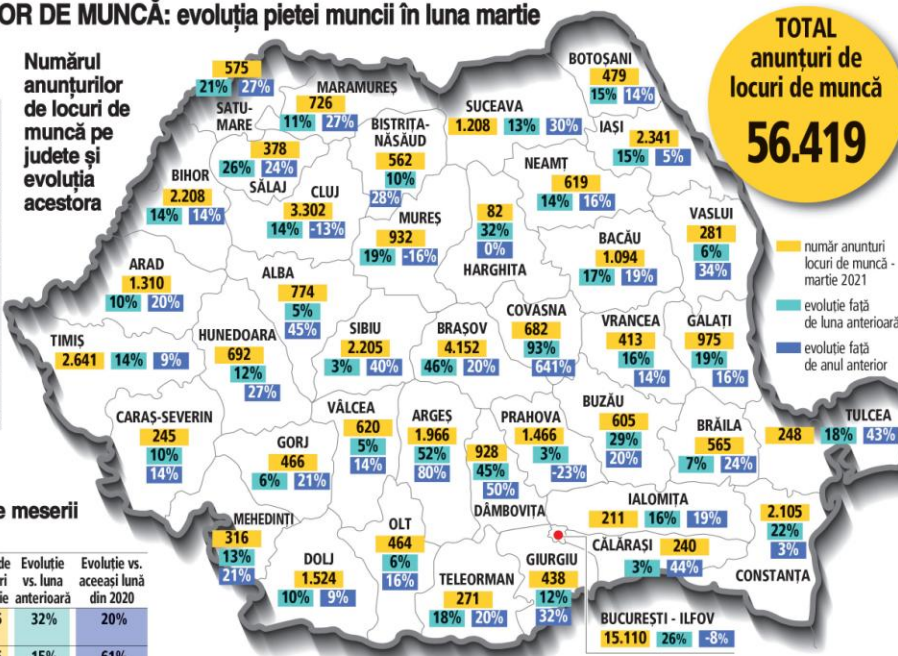 OR DE MUNCĂ: evoluția pietei muncii în luna martie
Numărul
anunțurilor
de locuri de
muncă pe
judete și
evoluția
acestora
TOTAL
anunțuri de
locuri de muncă
56.419
număr anunturi
locuri de muncă -
martie 2021
evoluție față
de luna anterioară
evoluție față
de anul anterior
575
21% 27%
SATU-
MARE
MARAMUREȘ
726
11% 27%
SUCEAVA
1.208 13% 30%
BOTOȘANI
479
15% 14%
IAȘI
2.341
15% 5%
BISTRIȚA-
NĂSĂUD
562
10%
28%
378
26% 24%
SĂLAJ
BIHOR
2.208
14% 14%
CLUJ
3.302
14% -13%
MUREȘ
932
19% -16%
82
32%
0%
HARGHITA
NEAMȚ
619
14% 16%
BACĂU
1.094
17% 19%
VASLUI
281
6%
34%
ARAD
1.310
10% 20%
ALBA
774
5%
45%
TIMIȘ
2.641 14% 9%
HUNEDOARA
692
12%
27%
SIBIU
2.205
3% 40%
BRAȘOV
4.152
46% 20%
COVASNA
682
93%
641%
VRANCEA
413
16%
14%
GALAȚI
975
19%
16%
CARAȘ-SEVERIN
245
10%
14%
GORJ
466
6% 21%
VÂLCEA
620
5%
14%
ARGEȘ
1.966
52%
80%
928
45%
50%
DÂMBOVIȚA
PRAHOVA
1.466
3%
-23%
BUZĂU
605
29%
20%
BRĂILA
565
7% 24%
TULCEA
248 18% 43%
MEHEDINȚI
316
13%
21%
DOLJ
1.524
10% 9%
OLT
464
6%
16%
TELEORMAN
271
18% 20%
GIURGIU
438
12%
32%
IALOMIȚA
211 16% 19%
CĂLĂRAȘI 240
3% 44%
2.105
22%
3%
CONSTANȚA
BUCUREȘTI - ILFOV
15.110 26% -8%
e meserii
de Evoluție Evoluție vs.
ri vs. luna aceeași lună
ie anterioară din 2020
32% 20%
15% 61%